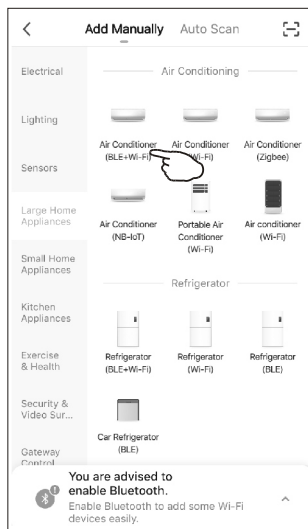 Add Manually Auto Scan
Electrical
Lighting
Sensors
Large Home
Appliances
Small Home
Appliances
Kitchen
Appliances
Exercise
& Health
Security &
Video Sur...
Gateway
Control
Air Conditioning
Air Conditioner
(BLE+Wi-Fi)
Air Conditioner
(Wi-Fi)
Air Conditioner
(Zigbee)
Air Conditioner
(NB-IoT)
Portable Air
Conditioner
(Wi-Fi)
Air conditioner
(Wi-Fi)
Refrigerator
Refrigerator
(BLE+Wi-Fi)
Refrigerator
(Wi-Fi)
Refrigerator
(BLE)
Car Refrigerator
(BLE)
You are advised to
enable Bluetooth.
Enable Bluetooth to add some Wi-Fi
devices easily.